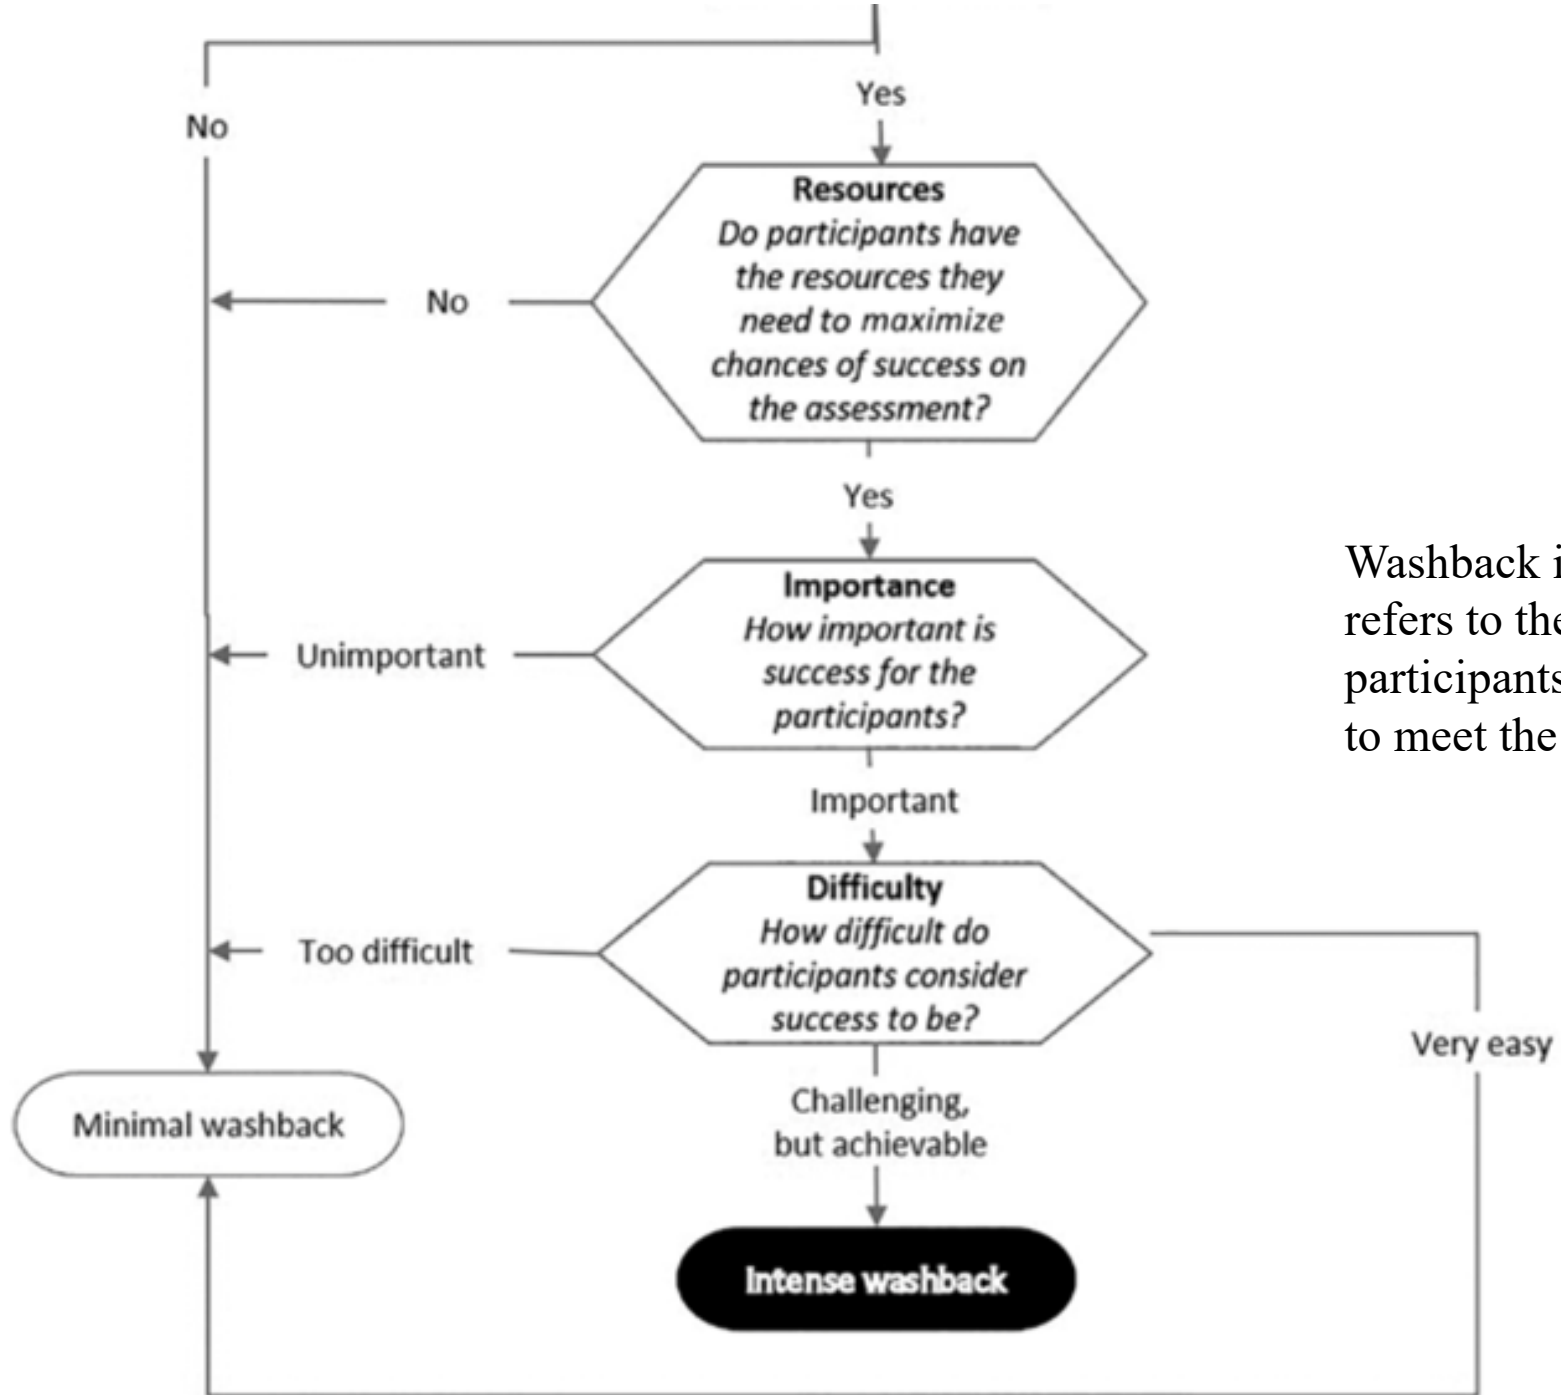 Yes
No
Resources
Do participants have
the resources they
need to maximize
chances of success on
the assessment?
No
Yes
Importance
How important is
success for the
participants?
Unimportant
Washback
refers to the
participants
to meet the
Important
Difficulty
How difficult do
participants consider
success to be?
Too difficult
Very easy
Challenging,
but achievable
Minimal washback
Intense washback